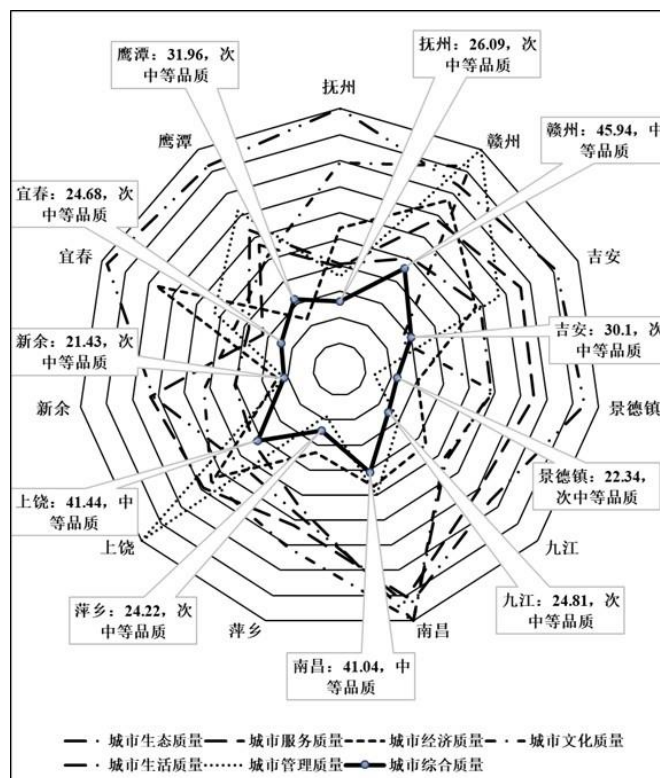 鹰潭：31.96，次
中等品质
抚州：26.09，次
中等品质
抚州
赣州
赣州：45.94，中
等品质
鹰潭
宜春：24.68，次
中等品质
宜春
吉安
吉安：30.1，次
中等品质
新余：21.43，次
中等品质
新余
景德镇
景德镇：22.34，
次中等品质
上饶：41.44，中
等品质
上饶
九江
九江：24.81，次
中等品质
萍乡：24.22，次
中等品质
萍乡
南昌
南昌：41.04，中
等品质
城市生态质量 城市服务质量 城市经济质量 城市文化质量
城市生活质量 城市管理质量 城市综合质量